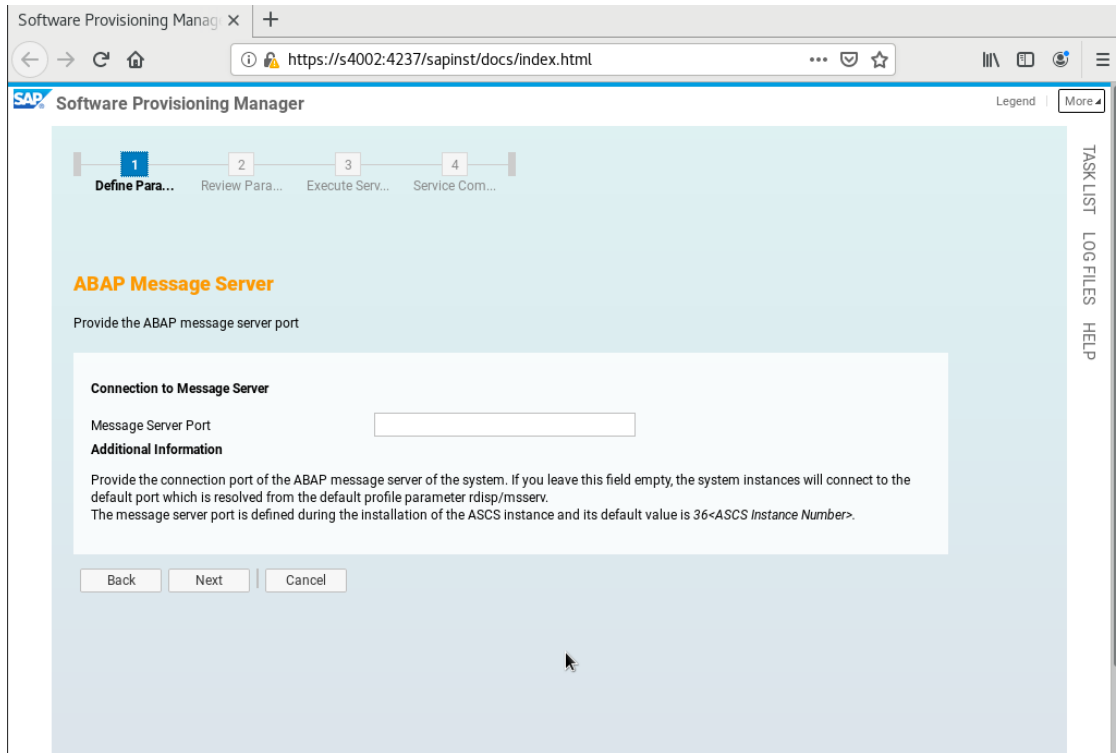 Software Provisioning Manag
https://s4002:4237/sapinst/docs/index.html
SAP Software Provisioning Manager
Legend
More
1
2
3
4
Define Para...
Review Para...
Execute Serv...
Service Com...
TASK LIST
LOG FILES
HELP
ABAP Message Server
Provide the ABAP message server port
Connection to Message Server
Message Server Port
Additional Information
Provide the connection port of the ABAP message server of the system. If you leave this field empty, the system instances will connect to the
default port which is resolved from the default profile parameter rdisp/msserv.
The message server port is defined during the installation of the ASCS instance and its default value is 36<ASCS Instance Number>.
Back
Next
Cancel